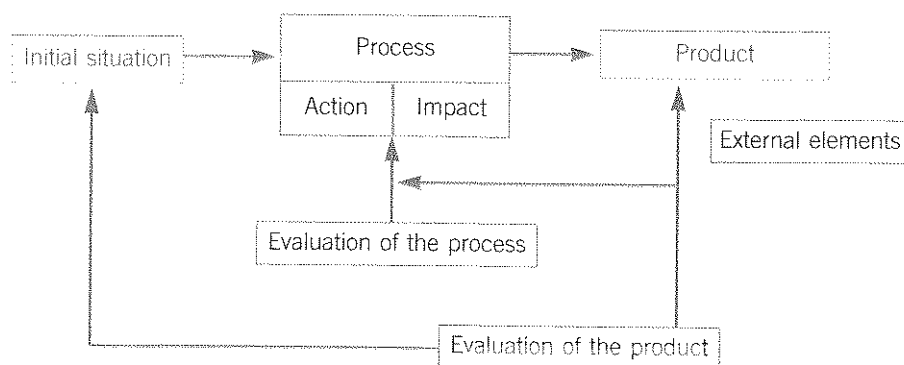 Initial situation
Process
Product
Action
Impact
External elements
Evaluation of the process
Evaluation of the product